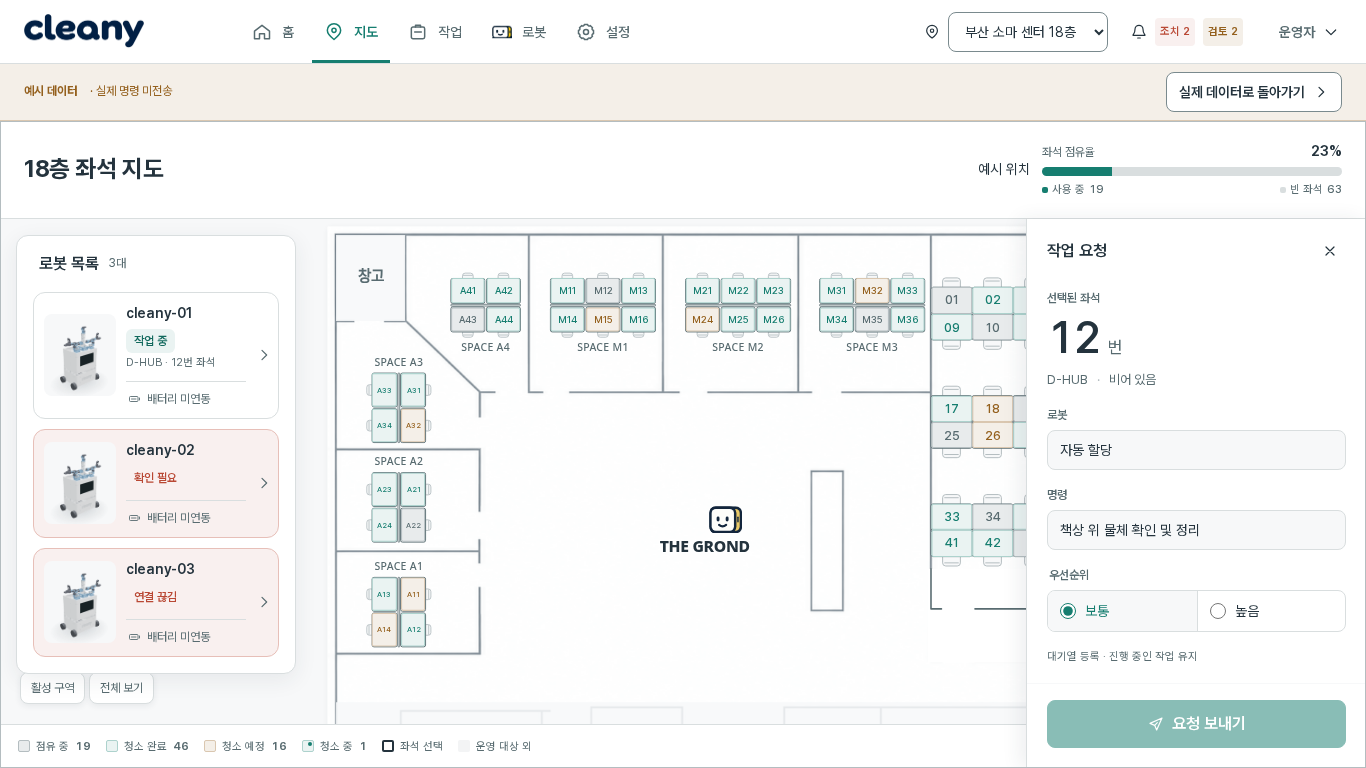 cleany
홈
지도
작업
로봇
설정
부산 소마 센터 18층
조치 2
검토 2
운영자
예시 데이터 · 실제 명령 미전송
실제 데이터로 돌아가기
18층 좌석 지도
예시 위치
좌석 점유율 23%
사용 중 19
빈 좌석 63
로봇 목록 3대
cleany-01
작업 중
D-HUB · 12번 좌석
배터리 미연동
cleany-02
확인 필요
배터리 미연동
cleany-03
연결 끊김
배터리 미연동
활성 구역
전체 보기
창고
A41 A42
A43 A44
SPACE A4
M11 M12 M13
M14 M15 M16
SPACE M1
M21 M22 M23
M24 M25 M26
SPACE M2
M31 M32 M33
M34 M35 M36
SPACE M3
01 02
09 10
SPACE A3
A33 A31
A34 A32
17 18
25 26
SPACE A2
A23 A21
A24 A22
33 34
41 42
THE GROND
SPACE A1
A13 A11
A14 A12
점유 중 19
청소 완료 46
청소 예정 16
청소 중 1
좌석 선택
운영 대상 외
작업 요청
선택된 좌석
12 번
D-HUB · 비어 있음
로봇
자동 할당
명령
책상 위 물체 확인 및 정리
우선순위
보통
높음
대기열 등록 · 진행 중인 작업 유지
요청 보내기